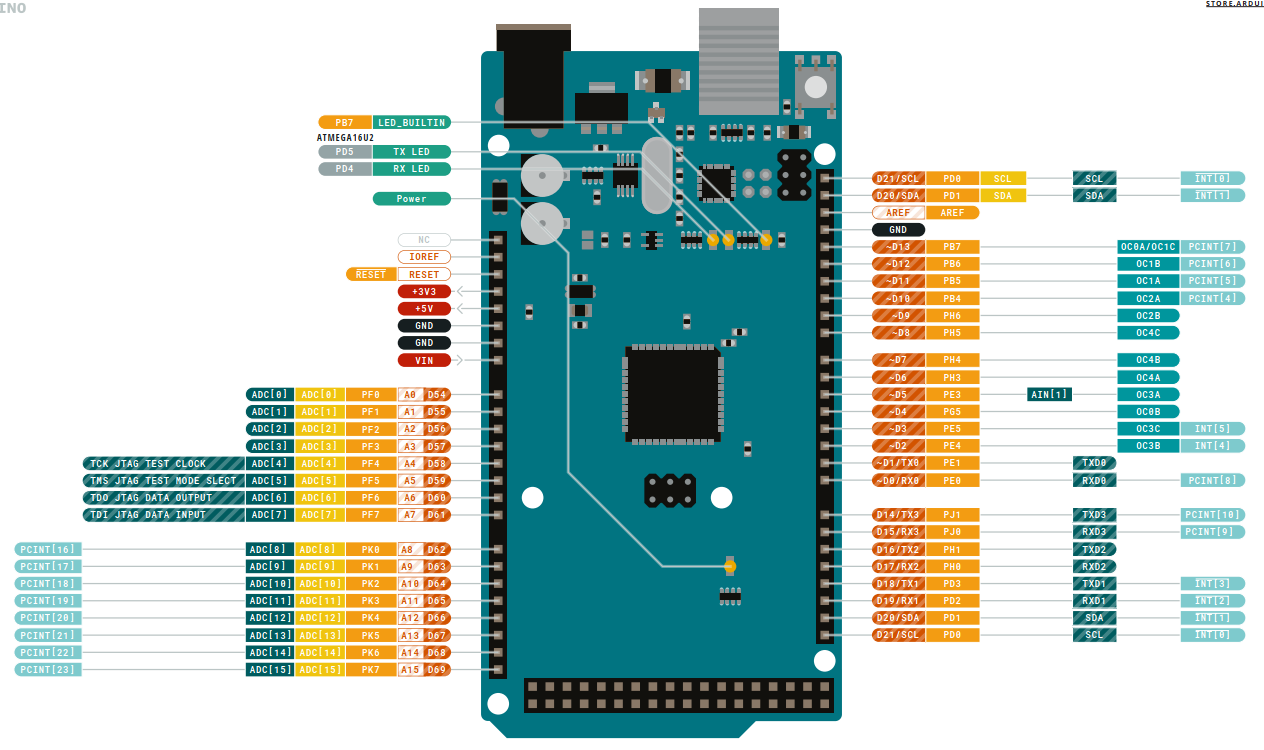 INO
STORE.ARDUI
PB7 LED_BUILTIN
ATMEGA16U2
PD5 TX LED
PD4 RX LED
Power
NC
IOREF
RESET RESET
+3V3
+5V
GND
GND
VIN
ADC[0] ADC[0] PF0 A0 D54
ADC[1] ADC[1] PF1 A1 D55
ADC[2] ADC[2] PF2 A2 D56
ADC[3] ADC[3] PF3 A3 D57
TCK JTAG TEST CLOCK ADC[4] ADC[4] PF4 A4 D58
TMS JTAG TEST MODE SLECT ADC[5] ADC[5] PF5 A5 D59
TDO JTAG DATA OUTPUT ADC[6] ADC[6] PF6 A6 D60
TDI JTAG DATA INPUT ADC[7] ADC[7] PF7 A7 D61
PCINT[16] ADC[8] ADC[8] PK0 A8 D62
PCINT[17] ADC[9] ADC[9] PK1 A9 D63
PCINT[18] ADC[10] ADC[10] PK2 A10 D64
PCINT[19] ADC[11] ADC[11] PK3 A11 D65
PCINT[20] ADC[12] ADC[12] PK4 A12 D66
PCINT[21] ADC[13] ADC[13] PK5 A13 D67
PCINT[22] ADC[14] ADC[14] PK6 A14 D68
PCINT[23] ADC[15] ADC[15] PK7 A15 D69
D21/SCL PD0 SCL SCL INT[0]
D20/SDA PD1 SDA SDA INT[1]
AREF AREF
GND
~D13 PB7 OC0A/OC1C PCINT[7]
~D12 PB6 OC1B PCINT[6]
~D11 PB5 OC1A PCINT[5]
~D10 PB4 OC2A PCINT[4]
~D9 PH6 OC2B
~D8 PH5 OC4C
~D7 PH4 OC4B
~D6 PH3 OC4A
~D5 PE3 AIN[1] OC3A
~D4 PG5 OC0B
~D3 PE5 OC3C INT[5]
~D2 PE4 OC3B INT[4]
~D1/TX0 PE1 TXD0
~D0/RX0 PE0 RXD0 PCINT[8]
D14/TX3 PJ1 TXD3 PCINT[10]
D15/RX3 PJ0 RXD3 PCINT[9]
D16/TX2 PH1 TXD2
D17/RX2 PH0 RXD2
D18/TX1 PD3 TXD1 INT[3]
D19/RX1 PD2 RXD1 INT[2]
D20/SDA PD1 SDA INT[1]
D21/SCL PD0 SCL INT[0]